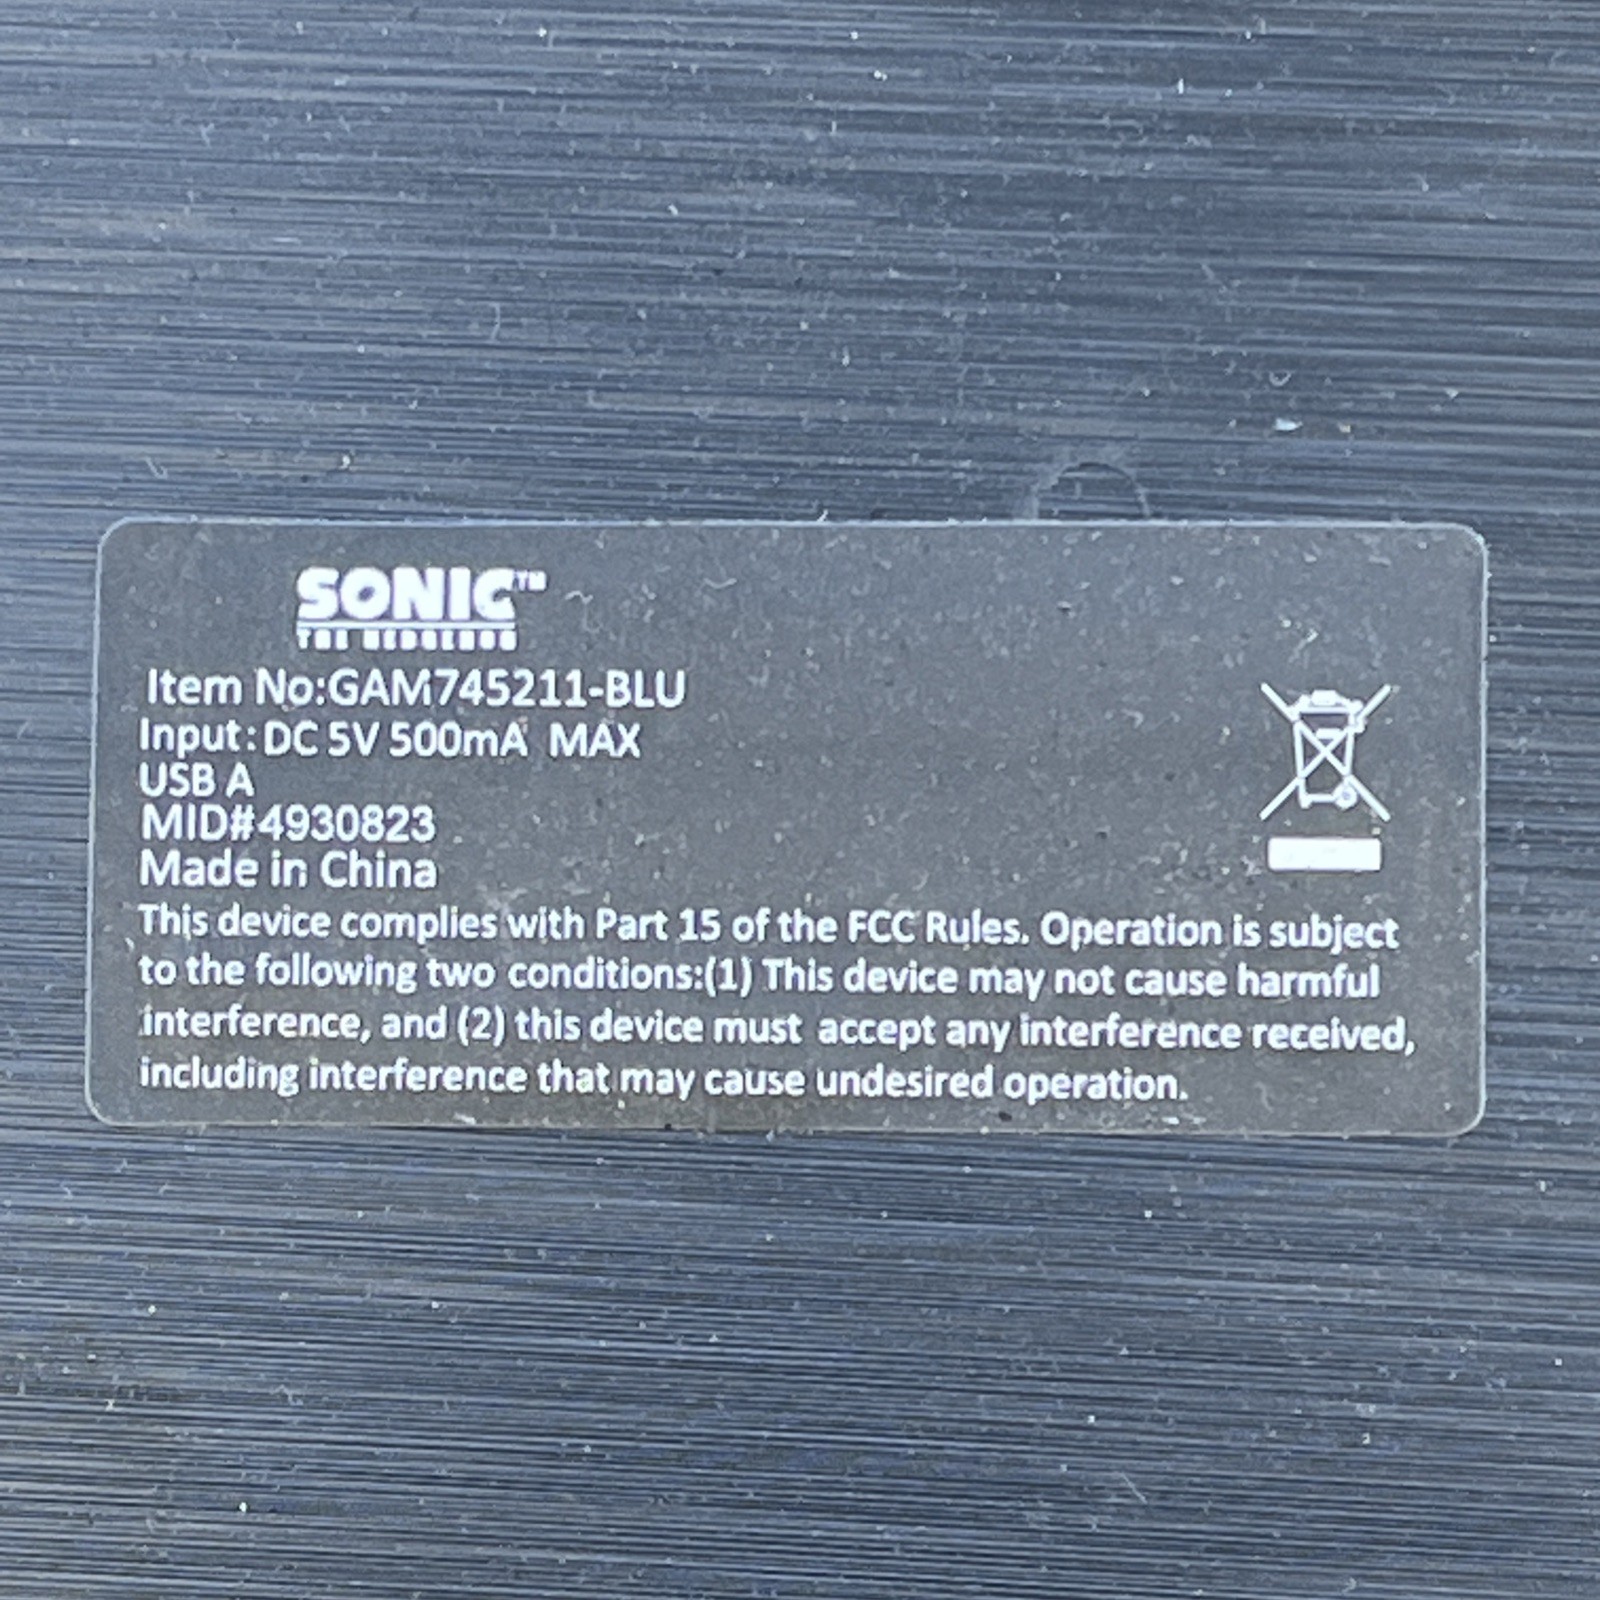 SONIC™
THE HEDGEHOG
Item No:GAM745211-BLU
Input: DC 5V 500mA MAX
USB A
MID#4930823
Made in China
This device complies with Part 15 of the FCC Rules. Operation is subject
to the following two conditions:(1) This device may not cause harmful
interference, and (2) this device must accept any interference received,
including interference that may cause undesired operation.